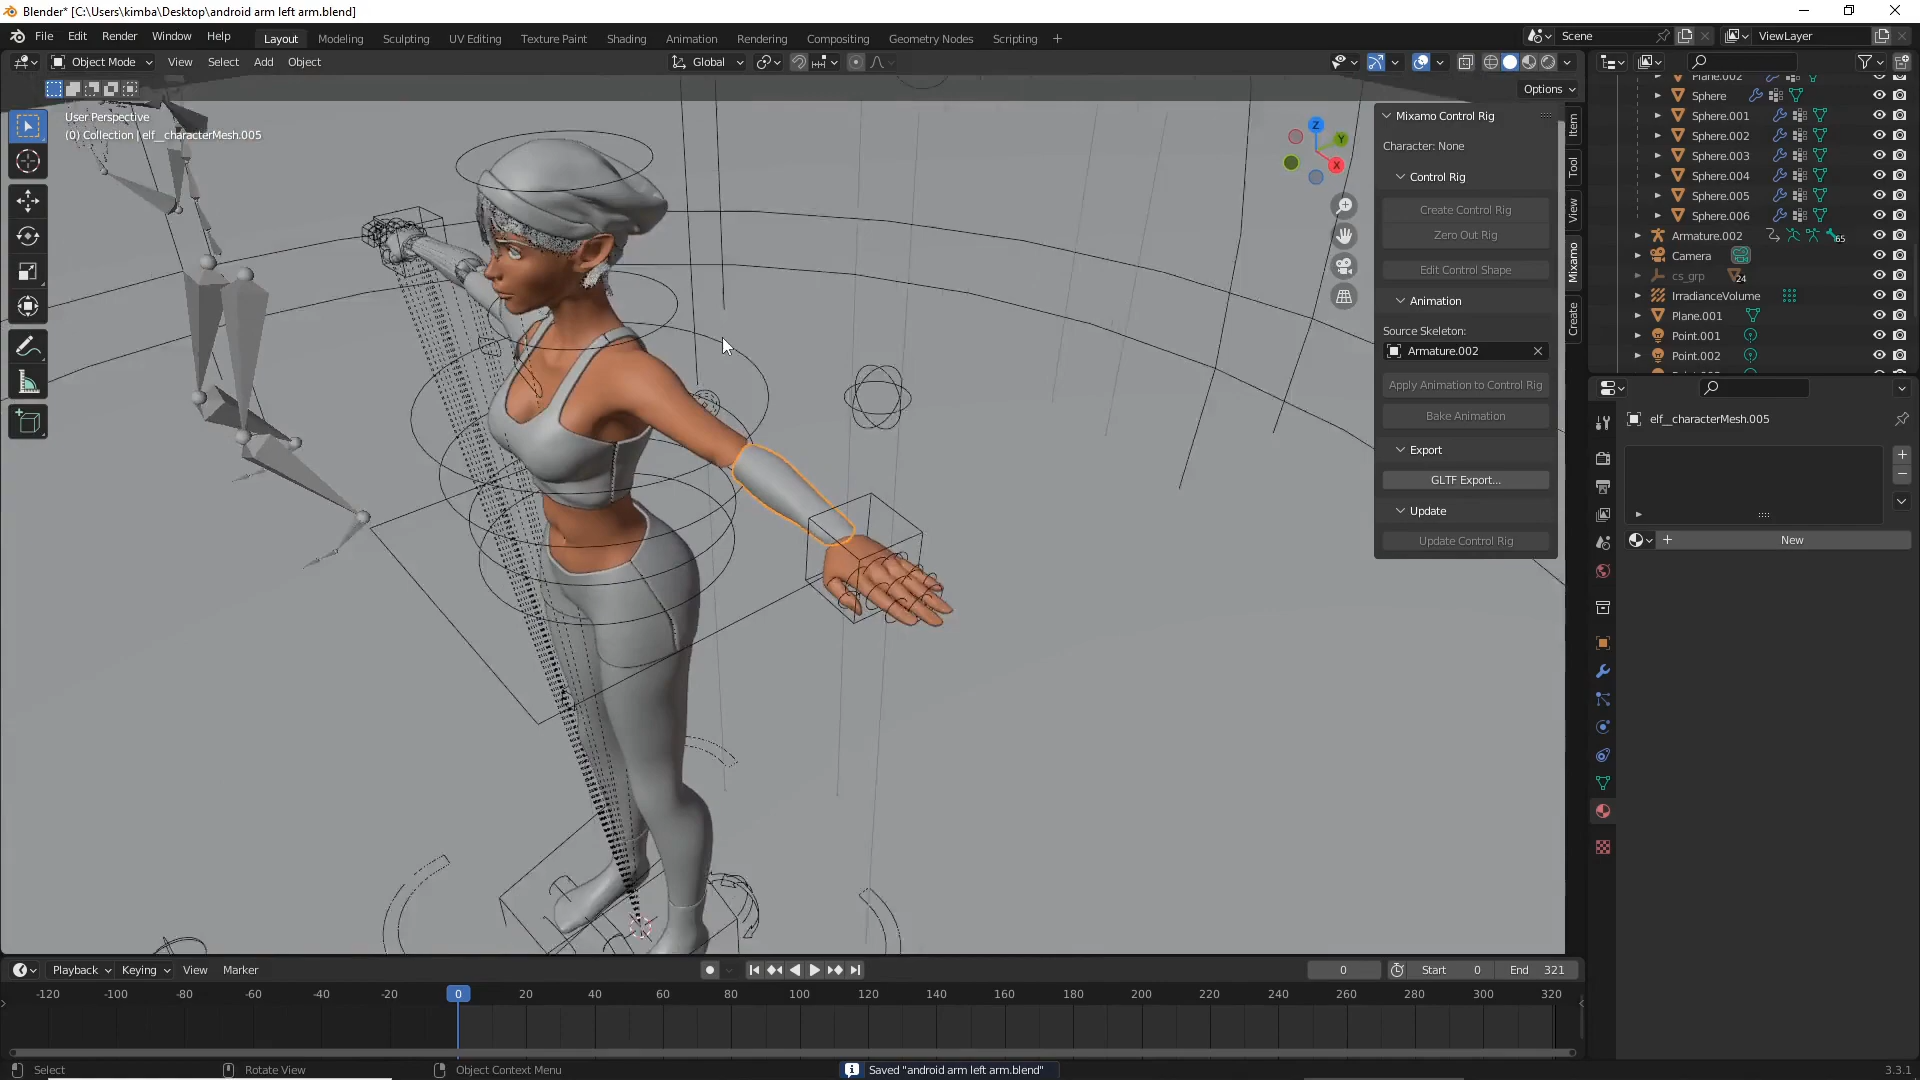 Blender* [C:\Users\kimba\Desktop\android arm left arm.blend]
File Edit Render Window Help Layout Modeling Sculpting UV Editing Texture Paint Shading Animation Rendering Compositing Geometry Nodes Scripting + Scene ViewLayer
Object Mode View Select Add Object Global
Options
User Perspective
(0) Collection | elf__characterMesh.005
Z
Y
X
Mixamo Control Rig
Character: None
Control Rig
Create Control Rig
Zero Out Rig
Edit Control Shape
Animation
Source Skeleton:
Armature.002
Apply Animation to Control Rig
Bake Animation
Export
GLTF Export...
Update
Update Control Rig
Item
Tool
View
Mixamo
Create
Plane.002
Sphere
Sphere.001
Sphere.002
Sphere.003
Sphere.004
Sphere.005
Sphere.006
Armature.002 65
Camera
cs_grp 24
IrradianceVolume
Plane.001
Point.001
Point.002
elf__characterMesh.005
New
Playback Keying View Marker 0 Start 0 End 321
-120 -100 -80 -60 -40 -20 0 20 40 60 80 100 120 140 160 180 200 220 240 260 280 300 320
Select Rotate View Object Context Menu Saved "android arm left arm.blend" 3.3.1